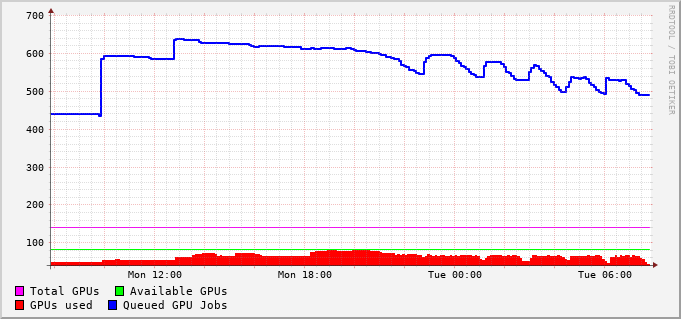 700
600
500
400
300
200
100
Mon 12:00 Mon 18:00 Tue 00:00 Tue 06:00
Total GPUs Available GPUs
GPUs used Queued GPU Jobs
RRDTOOL / TOBI OETIKER